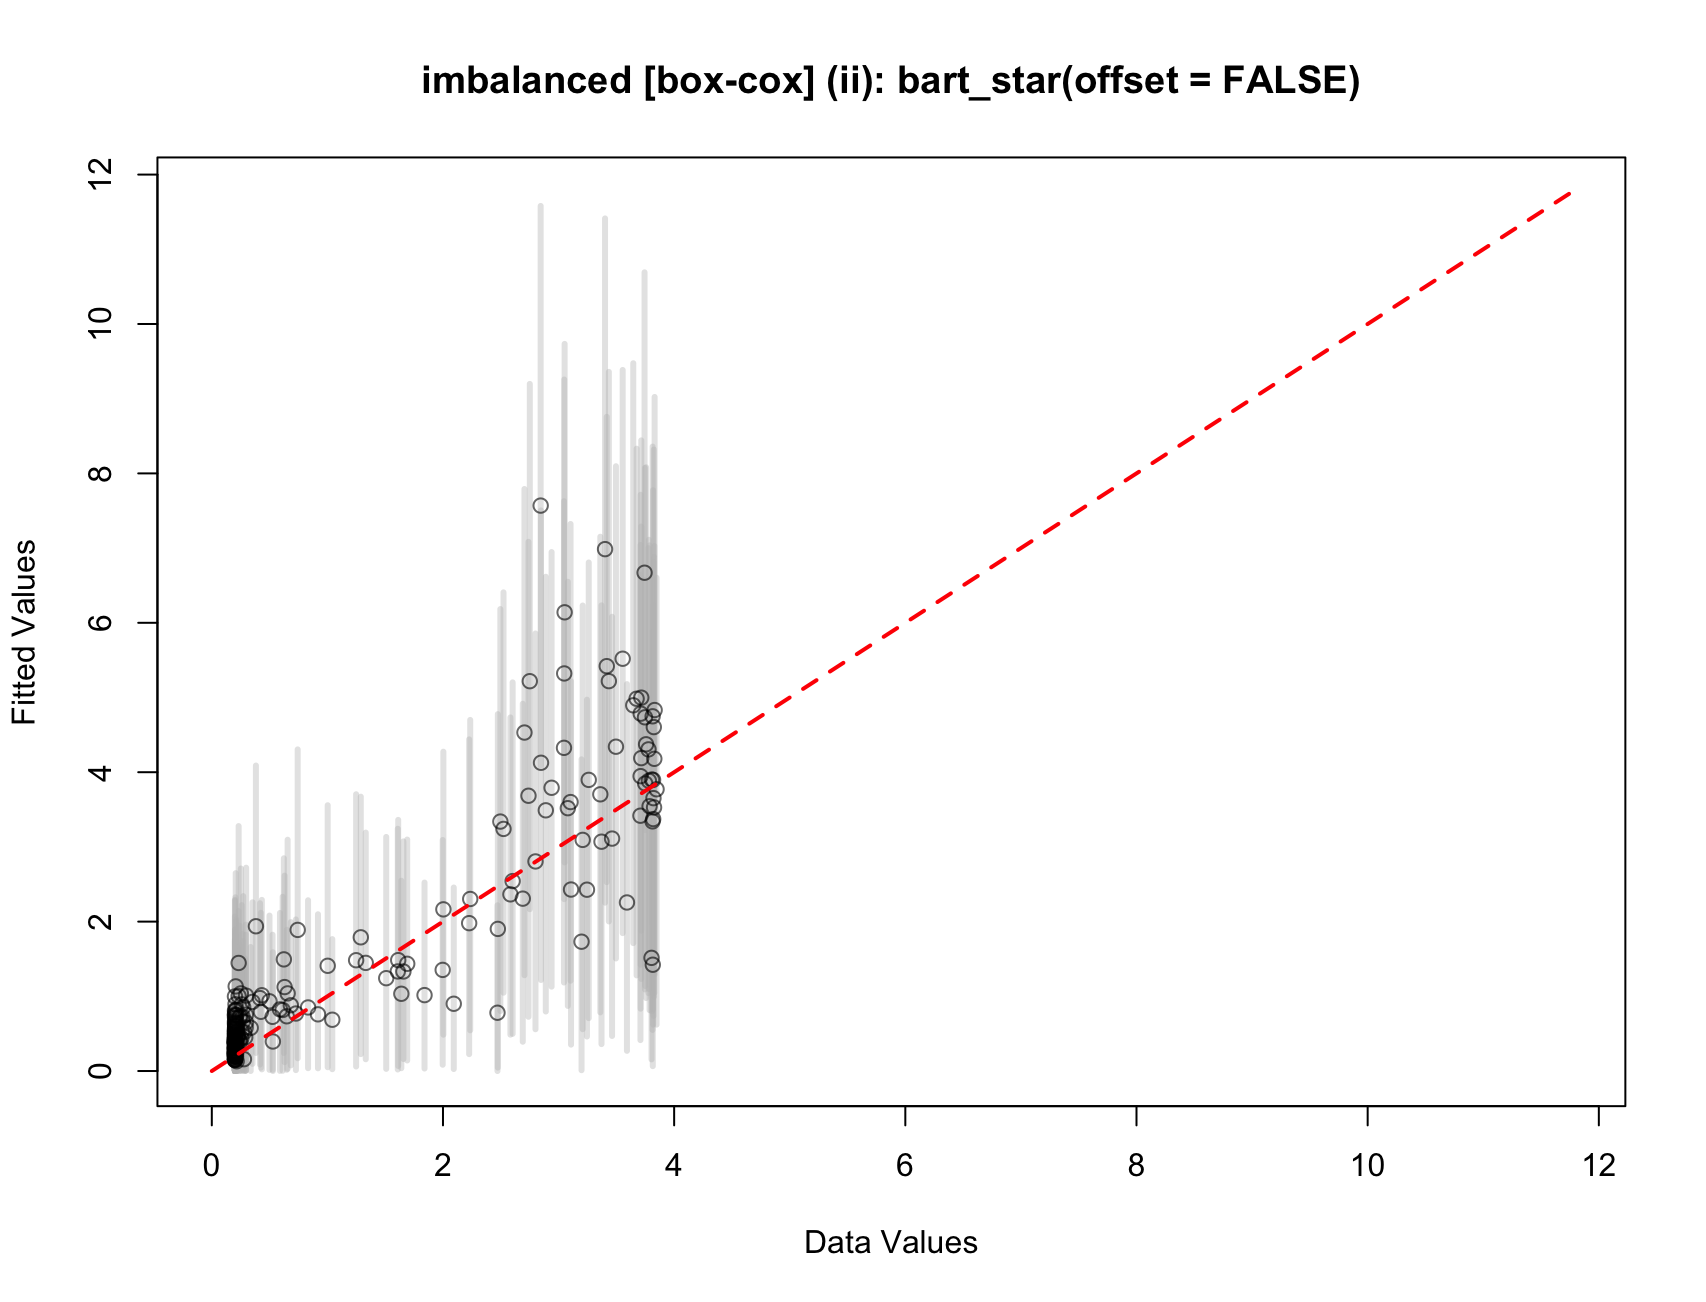 imbalanced [box-cox] (ii): bart_star(offset = FALSE)
12
10
8
6
4
2
0
Fitted Values
0 2 4 6 8 10 12
Data Values